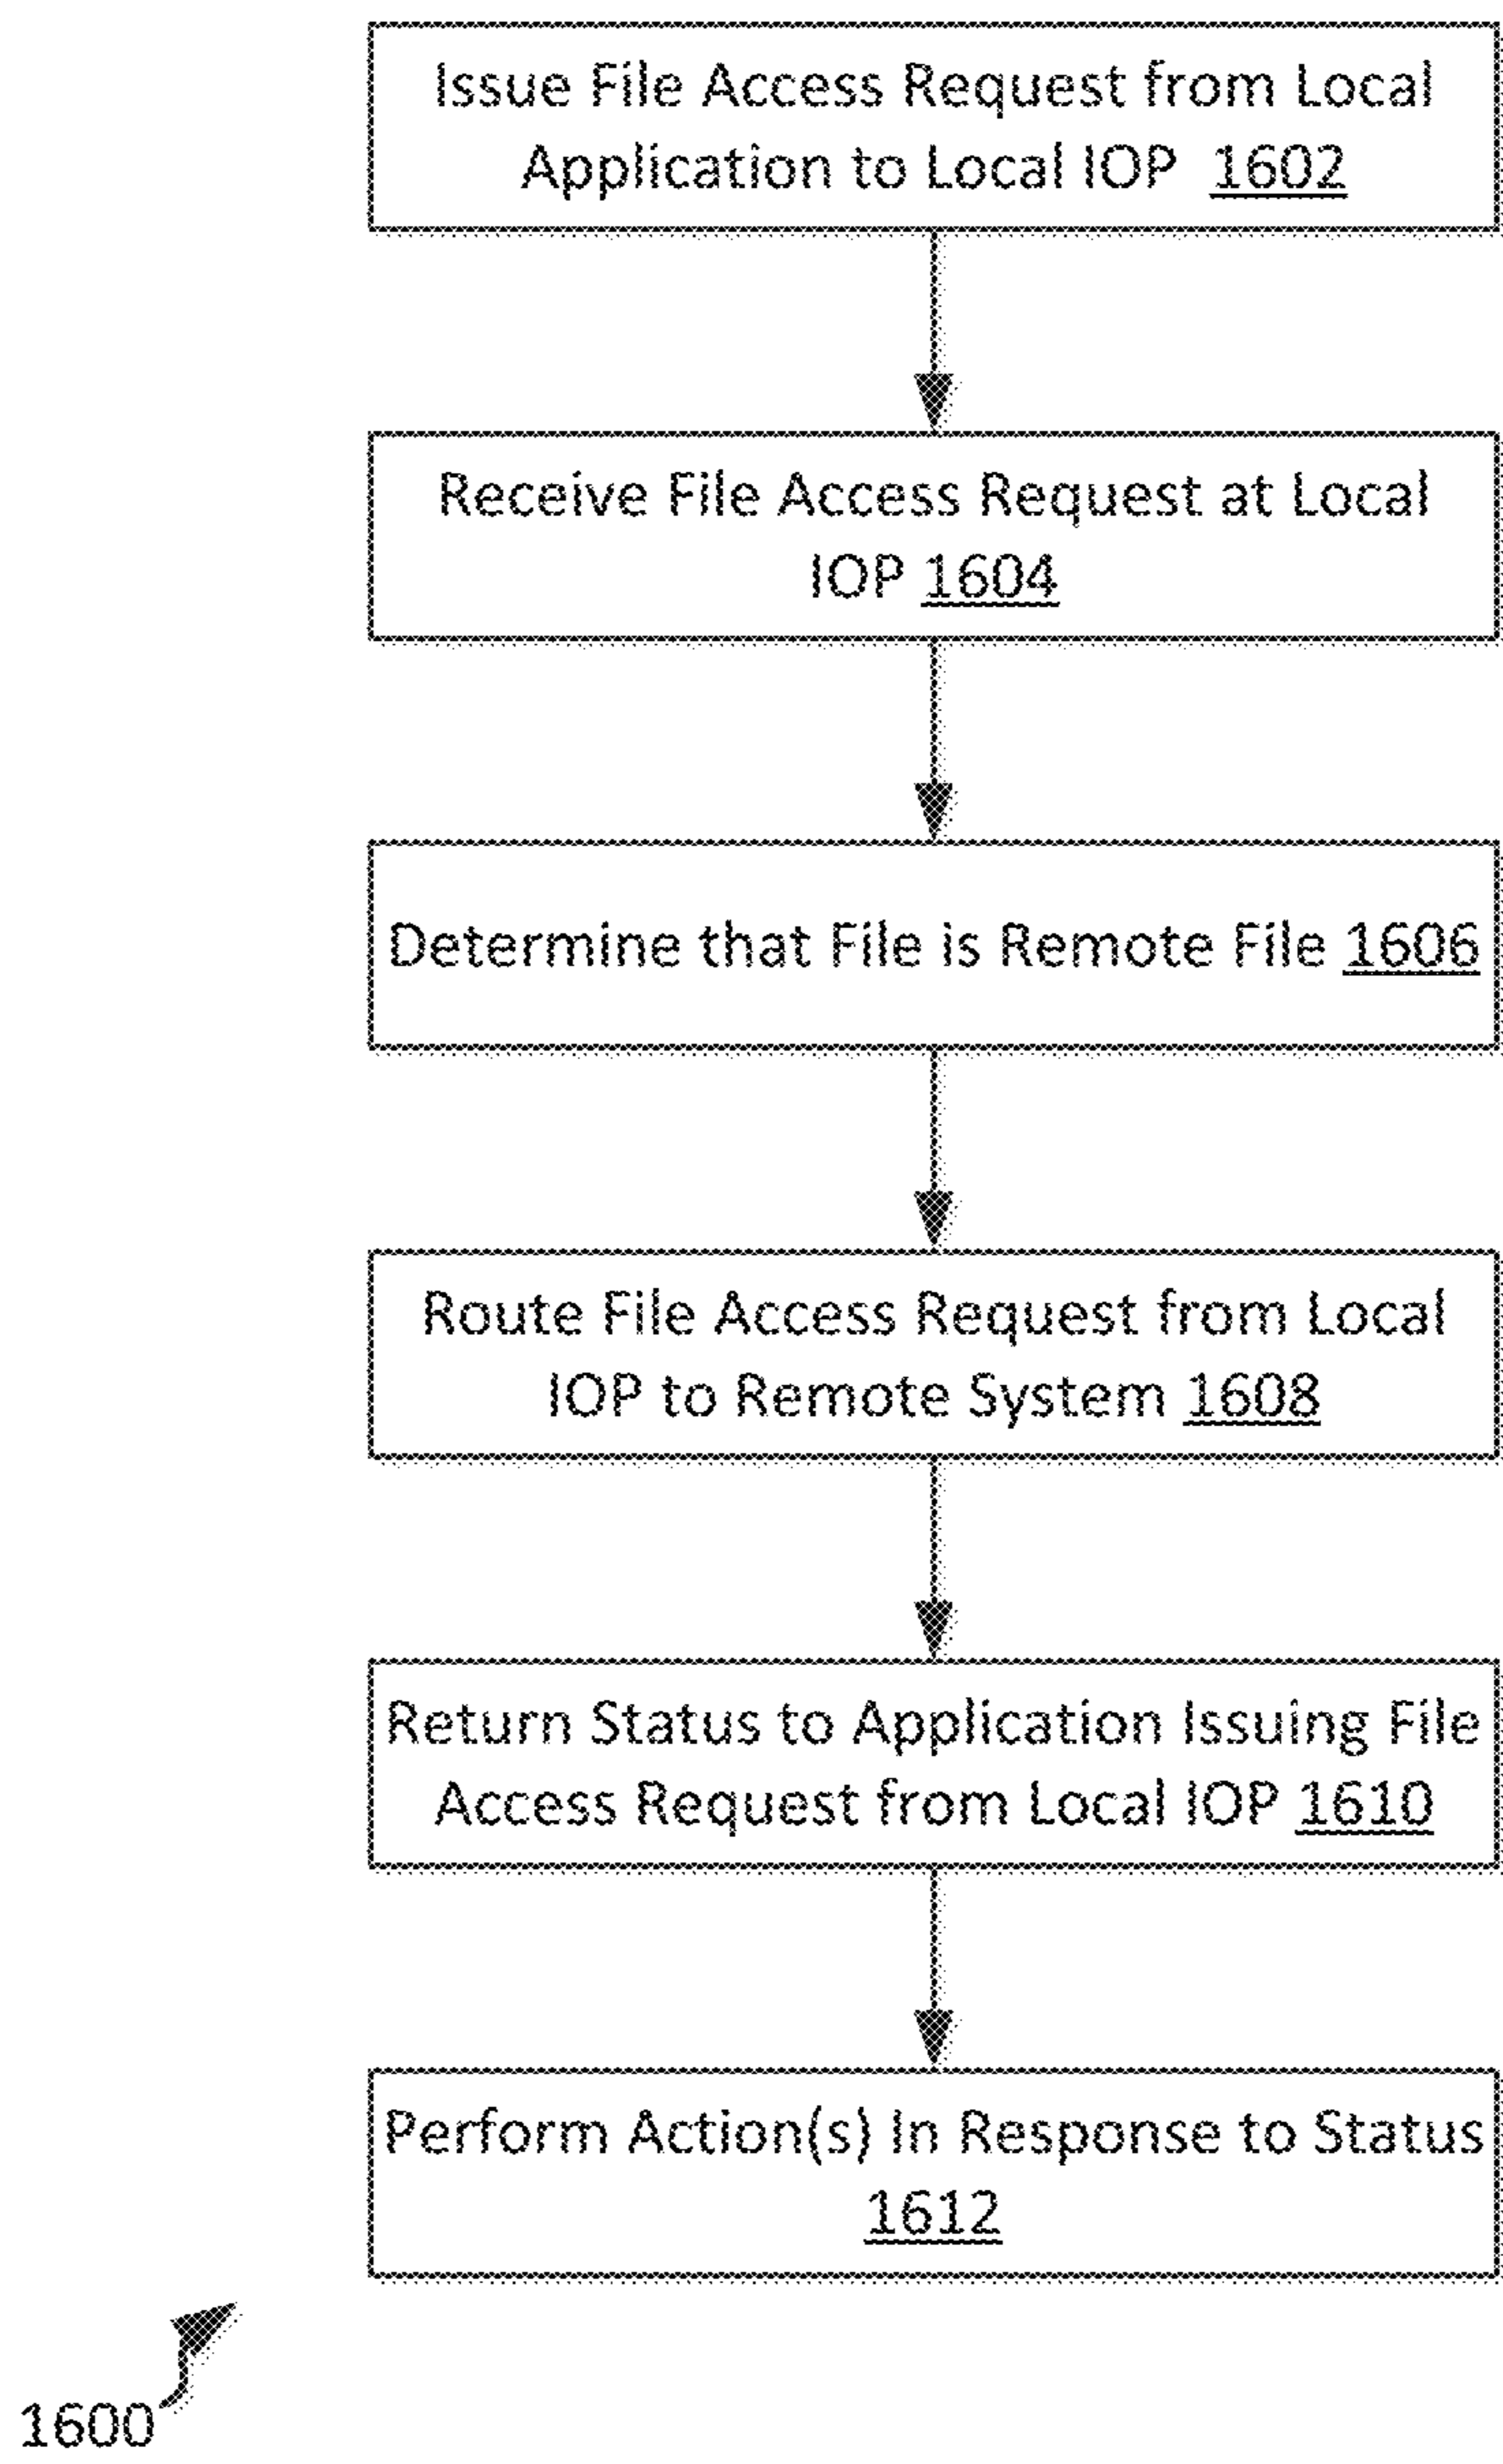 Issue File Access Request from Local
Application to Local IOP 1602
Receive File Access Request at Local
IOP 1604
Determine that File is Remote File 1606
Route File Access Request from Local
IOP to Remote System 1608
Return Status to Application Issuing File
Access Request from Local IOP 1610
Perform Action(s) In Response to Status
1612
1600